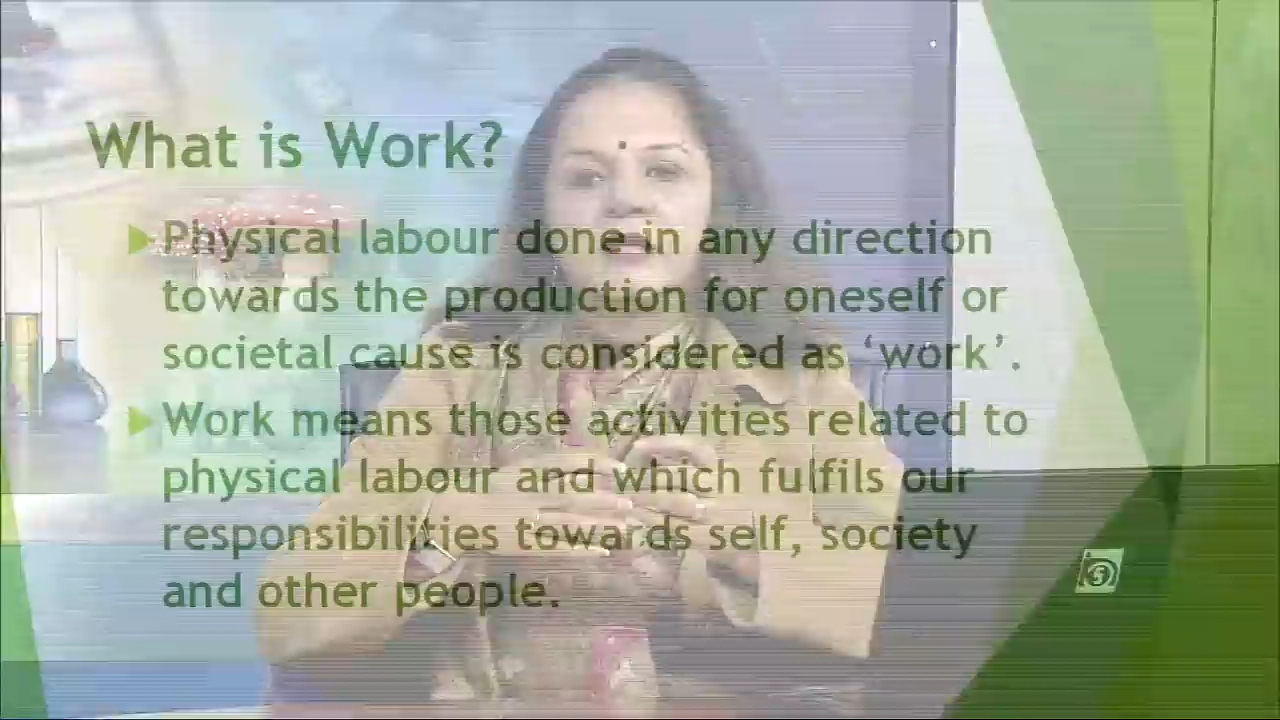 What is Work?
Physical labour done in any direction
towards the production for oneself or
societal cause is considered as ‘work’.
Work means those activities related to
physical labour and which fulfils our
responsibilities towards self, society
and other people.